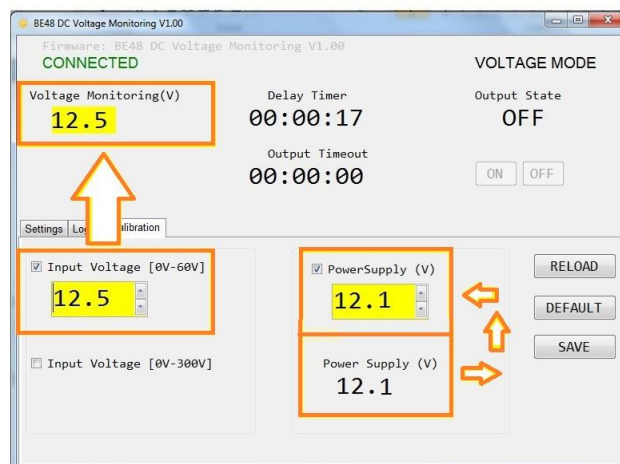 BE48 DC Voltage Monitoring V1.00
Firmware: BE48 DC Voltage Monitoring V1.00
CONNECTED
VOLTAGE MODE
Voltage Monitoring(V)
Delay Timer
Output State
12.5
00:00:17
OFF
Output Timeout
00:00:00
ON
OFF
Settings
Lo
alibration
Input Voltage [0V-60V]
12.5
PowerSupply (V)
12.1
RELOAD
DEFAULT
SAVE
Input Voltage [0V-300V]
Power Supply (V)
12.1